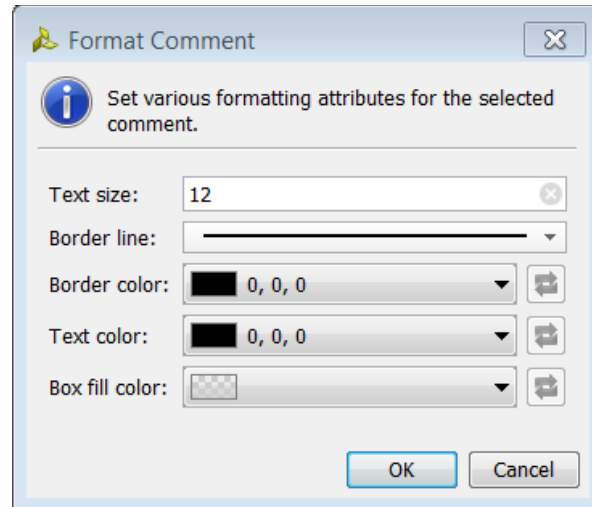 Format Comment
Set various formatting attributes for the selected
comment.
Text size: 12
Border line:
Border color: 0, 0, 0
Text color: 0, 0, 0
Box fill color:
OK Cancel